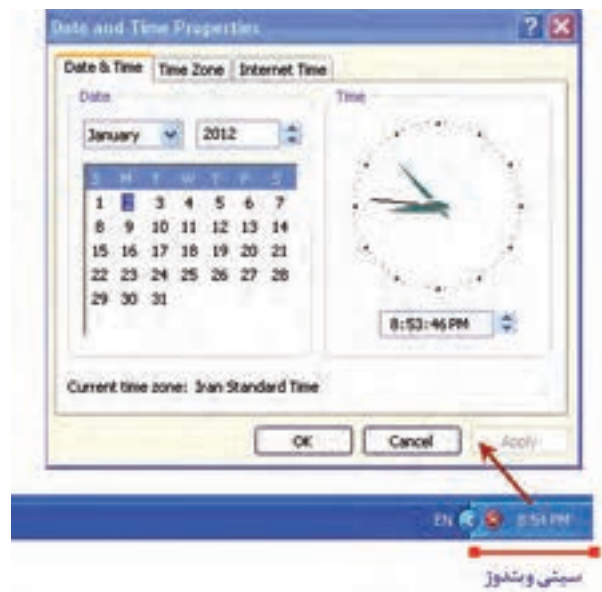 Date and Time Properties
Date & Time Time Zone Internet Time
Date Time
January 2012
S M T W T F S
1 2 3 4 5 6 7
8 9 10 11 12 13 14
15 16 17 18 19 20 21
22 23 24 25 26 27 28
29 30 31
8:53:46 PM
Current time zone: Iran Standard Time
OK Cancel Apply
EN 8:54 PM
سینی ویندوز